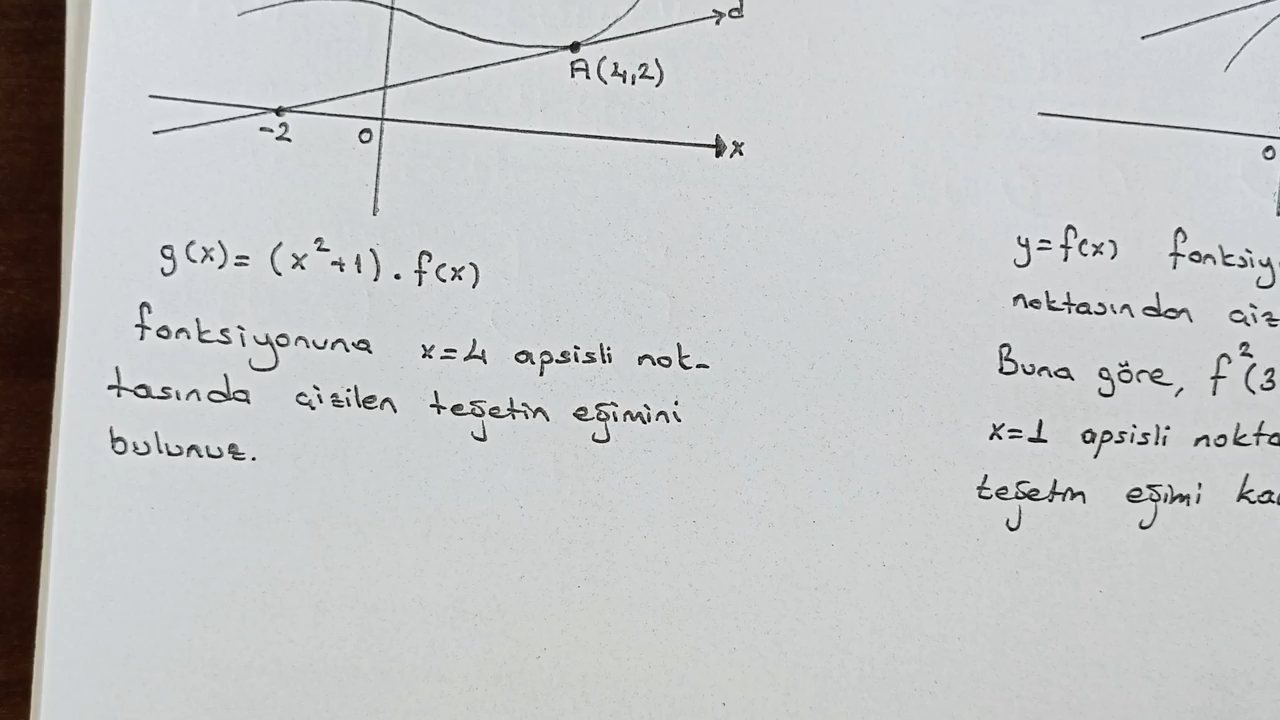 d
A(4,2)
-2
0
x
g(x)= (x²+1).f(x)
fonksiyonuna x=4 apsisli nok-
tasında çizilen teğetin eğimini
bulunuz.
0
y=f(x) fonksiy
noktasından çiz
Buna göre, f²(3
x=1 apsisli nokta
teğetin eğimi ka